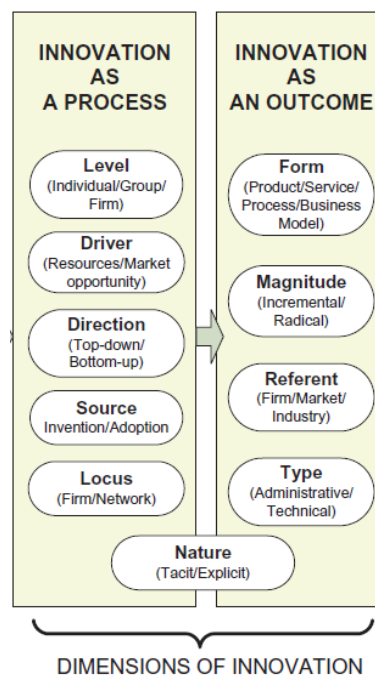 INNOVATION
AS
A PROCESS
Level
(Individual/Group/
Firm)
Driver
(Resources/Market
opportunity)
Direction
(Top-down/
Bottom-up)
Source
Invention/Adoption
Locus
(Firm/Network)
INNOVATION
AS
AN OUTCOME
Form
(Product/Service/
Process/Business
Model)
Magnitude
(Incremental/
Radical)
Referent
(Firm/Market/
Industry)
Type
(Administrative/
Technical)
Nature
(Tacit/Explicit)
DIMENSIONS OF INNOVATION